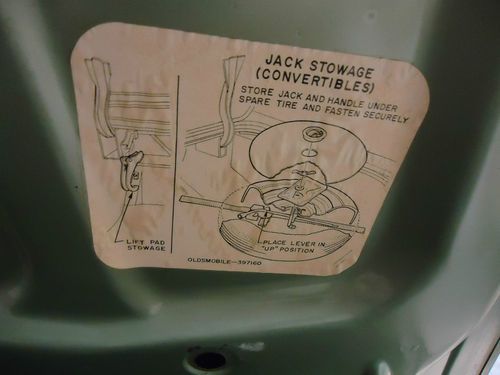 JACK STOWAGE
(CONVERTIBLES)
STORE JACK AND HANDLE UNDER
SPARE TIRE AND FASTEN SECURELY
LIFT PAD
STOWAGE
PLACE LEVER IN
"UP" POSITION
OLDSMOBILE—397160